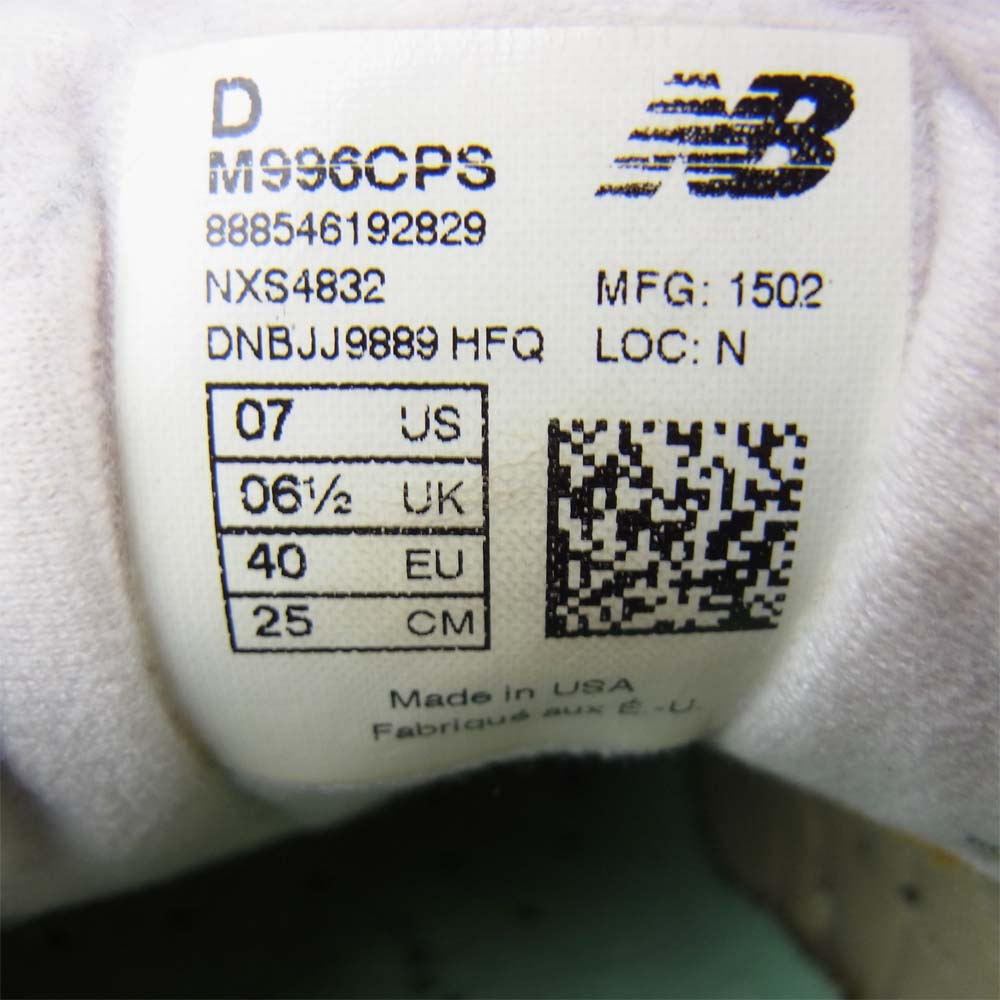 D
NB
M996CPS
888546192829
NXS4832 MFG: 1502
DNBJJ9889 HFQ LOC: N
07 US
06½ UK
40 EU
25 CM
Made in USA
Fabriqué aux É.-U.